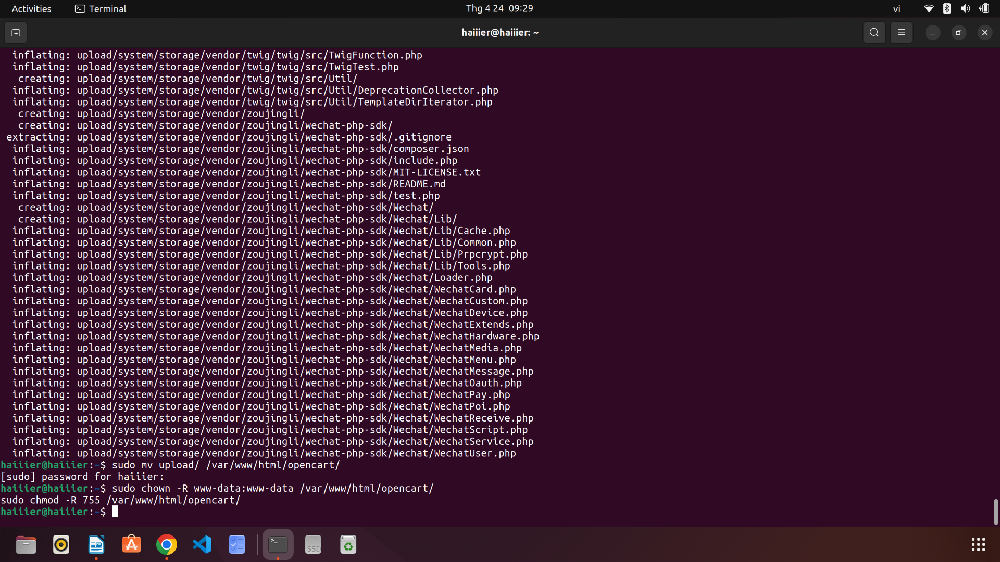 Activities Terminal Thg 4 24 09:29 vi
haiiier@haiiier: ~
inflating: upload/system/storage/vendor/twig/twig/src/TwigFunction.php
inflating: upload/system/storage/vendor/twig/twig/src/TwigTest.php
creating: upload/system/storage/vendor/twig/twig/src/Util/
inflating: upload/system/storage/vendor/twig/twig/src/Util/DeprecationCollector.php
inflating: upload/system/storage/vendor/twig/twig/src/Util/TemplateDirIterator.php
creating: upload/system/storage/vendor/zoujingli/
creating: upload/system/storage/vendor/zoujingli/wechat-php-sdk/
extracting: upload/system/storage/vendor/zoujingli/wechat-php-sdk/.gitignore
inflating: upload/system/storage/vendor/zoujingli/wechat-php-sdk/composer.json
inflating: upload/system/storage/vendor/zoujingli/wechat-php-sdk/include.php
inflating: upload/system/storage/vendor/zoujingli/wechat-php-sdk/MIT-LICENSE.txt
inflating: upload/system/storage/vendor/zoujingli/wechat-php-sdk/README.md
inflating: upload/system/storage/vendor/zoujingli/wechat-php-sdk/test.php
creating: upload/system/storage/vendor/zoujingli/wechat-php-sdk/Wechat/
creating: upload/system/storage/vendor/zoujingli/wechat-php-sdk/Wechat/Lib/
inflating: upload/system/storage/vendor/zoujingli/wechat-php-sdk/Wechat/Lib/Cache.php
inflating: upload/system/storage/vendor/zoujingli/wechat-php-sdk/Wechat/Lib/Common.php
inflating: upload/system/storage/vendor/zoujingli/wechat-php-sdk/Wechat/Lib/Prpcrypt.php
inflating: upload/system/storage/vendor/zoujingli/wechat-php-sdk/Wechat/Lib/Tools.php
inflating: upload/system/storage/vendor/zoujingli/wechat-php-sdk/Wechat/Loader.php
inflating: upload/system/storage/vendor/zoujingli/wechat-php-sdk/Wechat/WechatCard.php
inflating: upload/system/storage/vendor/zoujingli/wechat-php-sdk/Wechat/WechatCustom.php
inflating: upload/system/storage/vendor/zoujingli/wechat-php-sdk/Wechat/WechatDevice.php
inflating: upload/system/storage/vendor/zoujingli/wechat-php-sdk/Wechat/WechatExtends.php
inflating: upload/system/storage/vendor/zoujingli/wechat-php-sdk/Wechat/WechatHardware.php
inflating: upload/system/storage/vendor/zoujingli/wechat-php-sdk/Wechat/WechatMedia.php
inflating: upload/system/storage/vendor/zoujingli/wechat-php-sdk/Wechat/WechatMenu.php
inflating: upload/system/storage/vendor/zoujingli/wechat-php-sdk/Wechat/WechatMessage.php
inflating: upload/system/storage/vendor/zoujingli/wechat-php-sdk/Wechat/WechatOauth.php
inflating: upload/system/storage/vendor/zoujingli/wechat-php-sdk/Wechat/WechatPay.php
inflating: upload/system/storage/vendor/zoujingli/wechat-php-sdk/Wechat/WechatPoi.php
inflating: upload/system/storage/vendor/zoujingli/wechat-php-sdk/Wechat/WechatReceive.php
inflating: upload/system/storage/vendor/zoujingli/wechat-php-sdk/Wechat/WechatScript.php
inflating: upload/system/storage/vendor/zoujingli/wechat-php-sdk/Wechat/WechatService.php
inflating: upload/system/storage/vendor/zoujingli/wechat-php-sdk/Wechat/WechatUser.php
haiiier@haiiier:~$ sudo mv upload/ /var/www/html/opencart/
[sudo] password for haiiier:
haiiier@haiiier:~$ sudo chown -R www-data:www-data /var/www/html/opencart/
sudo chmod -R 755 /var/www/html/opencart/
haiiier@haiiier:~$
SSD